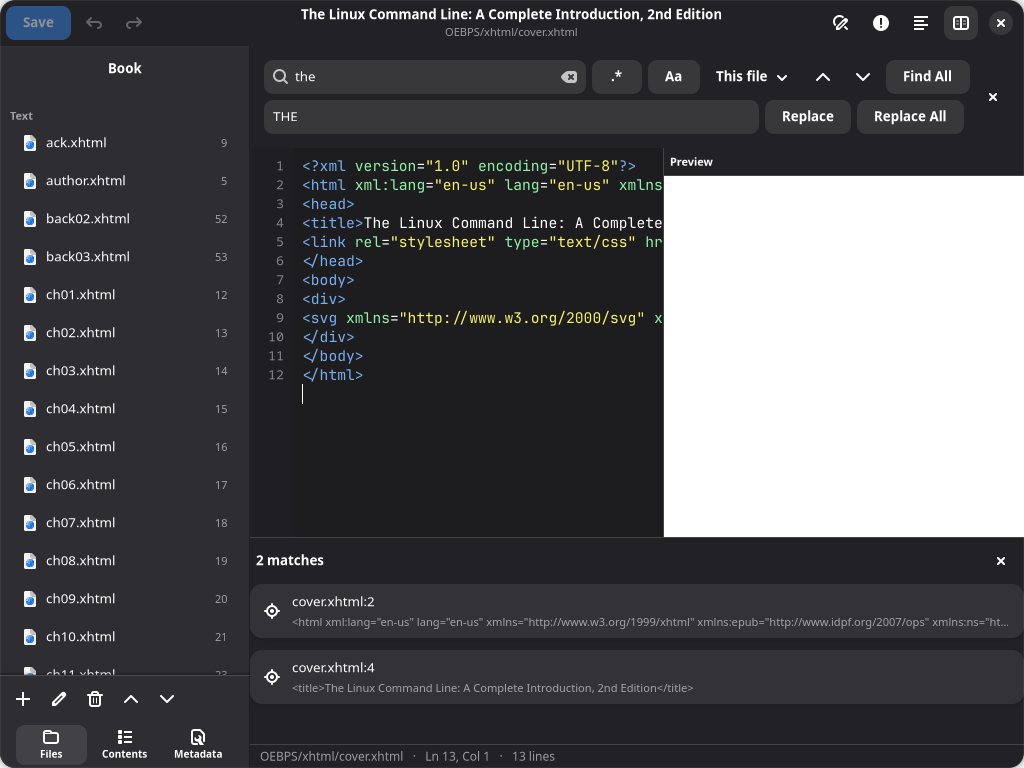 Save
The Linux Command Line: A Complete Introduction, 2nd Edition
OEBPS/xhtml/cover.xhtml
Book
Text
ack.xhtml 9
author.xhtml 5
back02.xhtml 52
back03.xhtml 53
ch01.xhtml 12
ch02.xhtml 13
ch03.xhtml 14
ch04.xhtml 15
ch05.xhtml 16
ch06.xhtml 17
ch07.xhtml 18
ch08.xhtml 19
ch09.xhtml 20
ch10.xhtml 21
ch11.xhtml 23
Files
Contents
Metadata
the
.*
Aa
This file
Find All
THE
Replace
Replace All
1 <?xml version="1.0" encoding="UTF-8"?>
2 <html xml:lang="en-us" lang="en-us" xmlns
3 <head>
4 <title>The Linux Command Line: A Complete
5 <link rel="stylesheet" type="text/css" hr
6 </head>
7 <body>
8 <div>
9 <svg xmlns="http://www.w3.org/2000/svg" x
10 </div>
11 </body>
12 </html>
Preview
2 matches
cover.xhtml:2
<html xml:lang="en-us" lang="en-us" xmlns="http://www.w3.org/1999/xhtml" xmlns:epub="http://www.idpf.org/2007/ops" xmlns:ns="ht...
cover.xhtml:4
<title>The Linux Command Line: A Complete Introduction, 2nd Edition</title>
OEBPS/xhtml/cover.xhtml · Ln 13, Col 1 · 13 lines